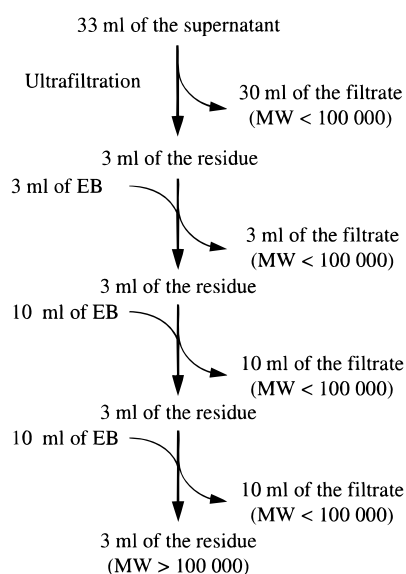 33 ml of the supernatant
Ultrafiltration
30 ml of the filtrate
(MW < 100 000)
3 ml of the residue
3 ml of EB
3 ml of the filtrate
(MW < 100 000)
3 ml of the residue
10 ml of EB
10 ml of the filtrate
(MW < 100 000)
3 ml of the residue
10 ml of EB
10 ml of the filtrate
(MW < 100 000)
3 ml of the residue
(MW > 100 000)